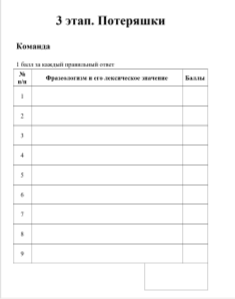 3 этап. Потеряшки
Команда
1 балл за каждый правильный ответ
№ п/п Фразеологизм и его лексическое значение Баллы
1
2
3
4
5
6
7
8
9